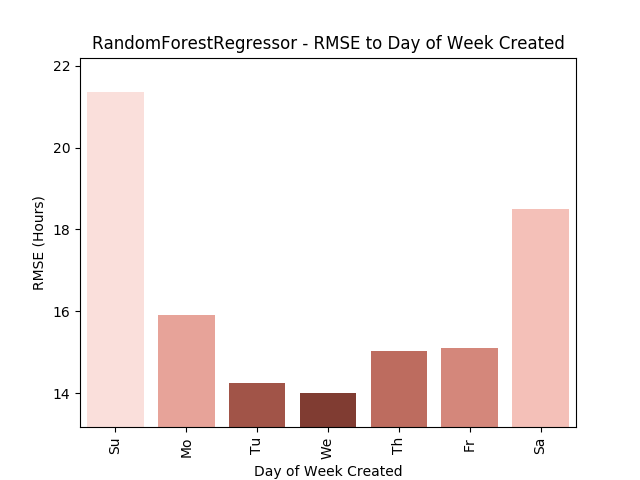 RandomForestRegressor - RMSE to Day of Week Created
22
20
18
16
14
RMSE (Hours)
Su
Mo
Tu
We
Th
Fr
Sa
Day of Week Created